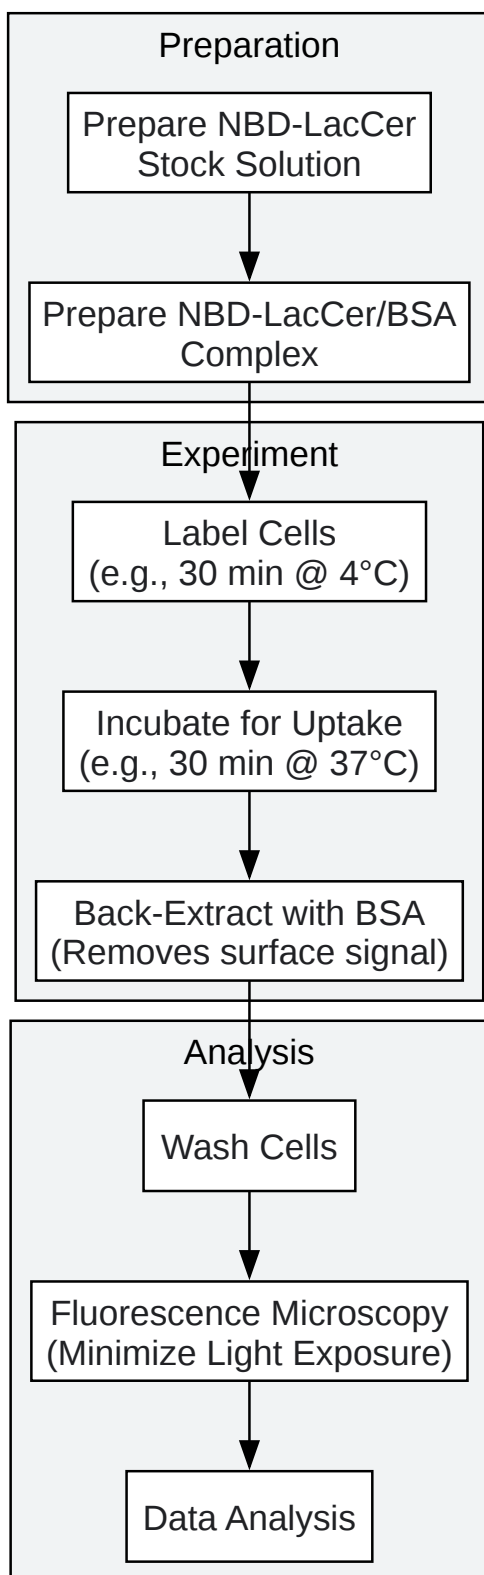 Preparation
Prepare NBD-LacCer
Stock Solution
Prepare NBD-LacCer/BSA
Complex
Experiment
Label Cells
(e.g., 30 min @ 4°C)
Incubate for Uptake
(e.g., 30 min @ 37°C)
Back-Extract with BSA
(Removes surface signal)
Analysis
Wash Cells
Fluorescence Microscopy
(Minimize Light Exposure)
Data Analysis